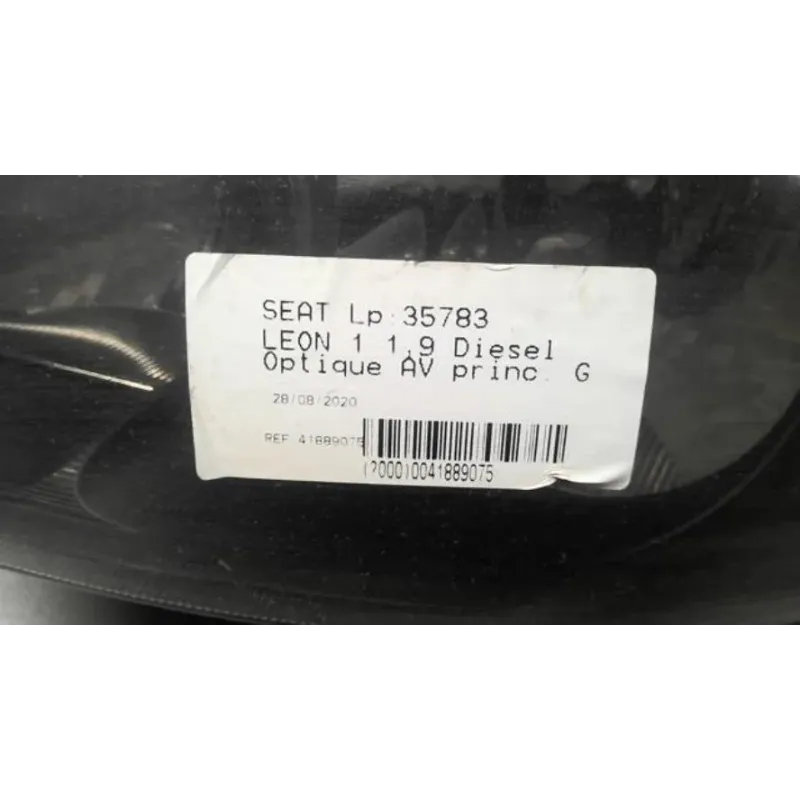 SEAT Lp:35783
LEON 1 1.9 Diesel
Optique AV princ. G
28/08/2020
REF 41889075
(2000)0041889075